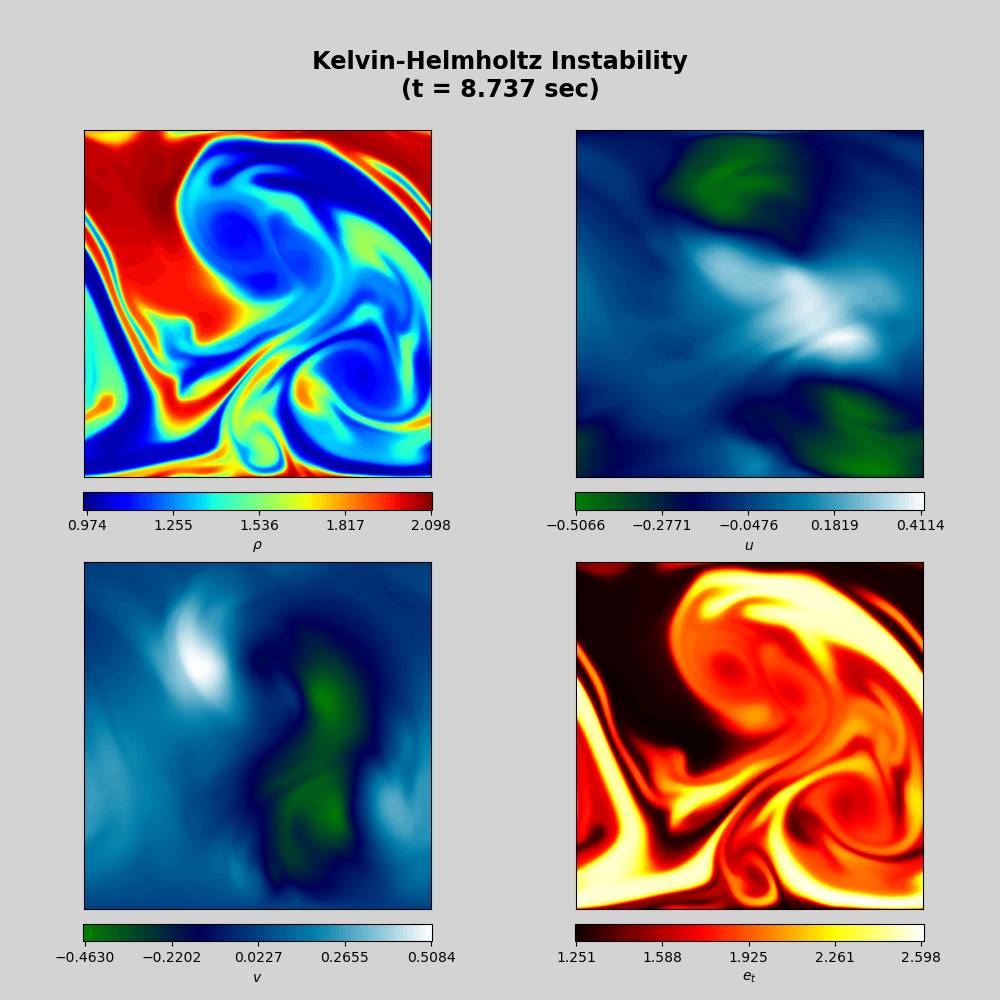 Kelvin-Helmholtz Instability
(t = 8.737 sec)
0.974 1.255 1.536 1.817 2.098
ρ
−0.5066 −0.2771 −0.0476 0.1819 0.4114
u
−0.4630 −0.2202 0.0227 0.2655 0.5084
v
1.251 1.588 1.925 2.261 2.598
eₜ